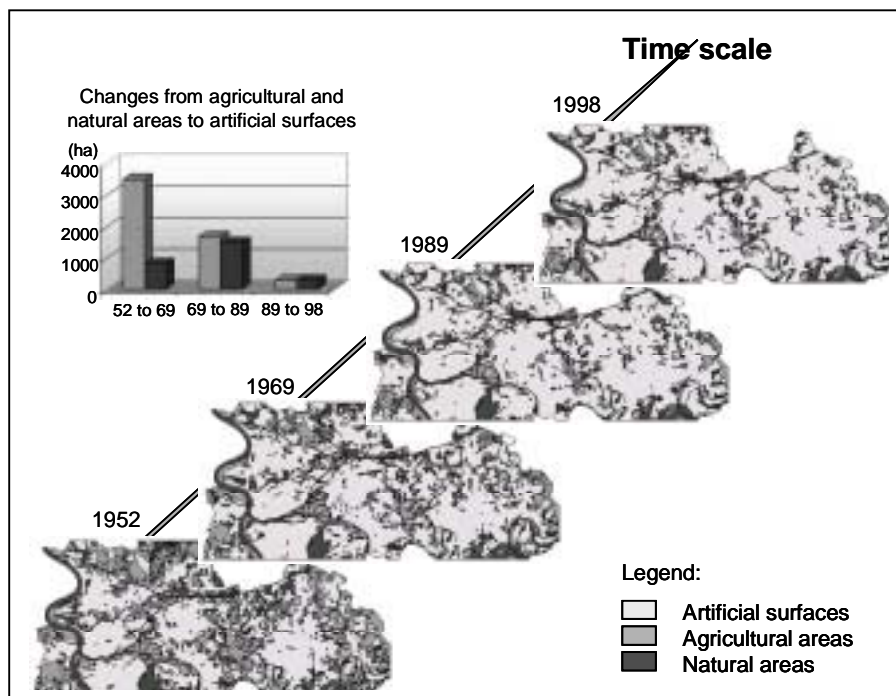 Time scale
Changes from agricultural and
natural areas to artificial surfaces
(ha)
4000
3000
2000
1000
0
52 to 69 69 to 89 89 to 98
1998
1989
1969
1952
Legend:
Artificial surfaces
Agricultural areas
Natural areas